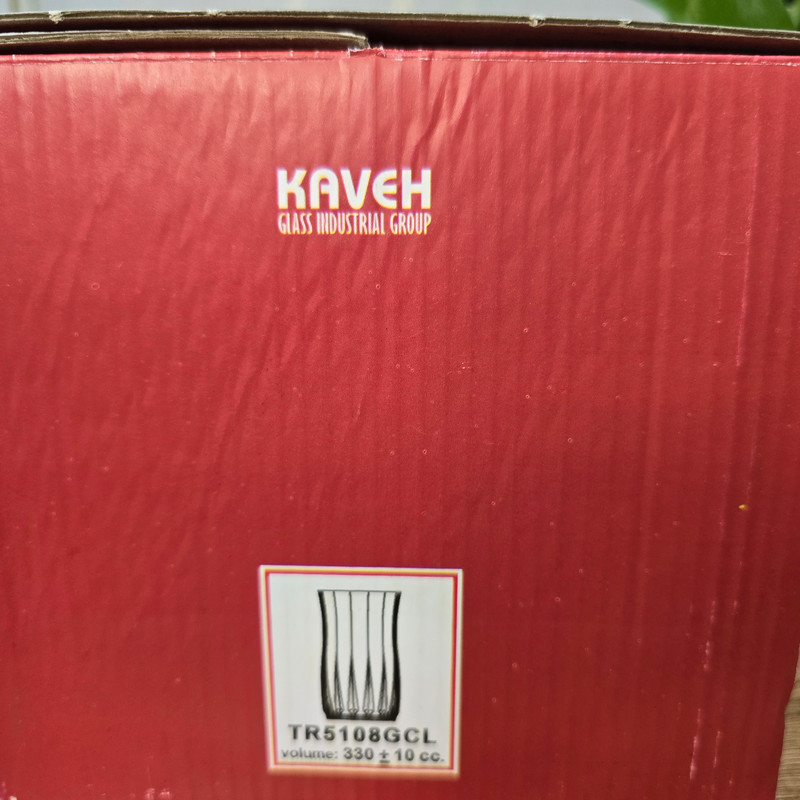 KAVEH
GLASS INDUSTRIAL GROUP
TR5108GCL
volume: 330 ± 10 cc.